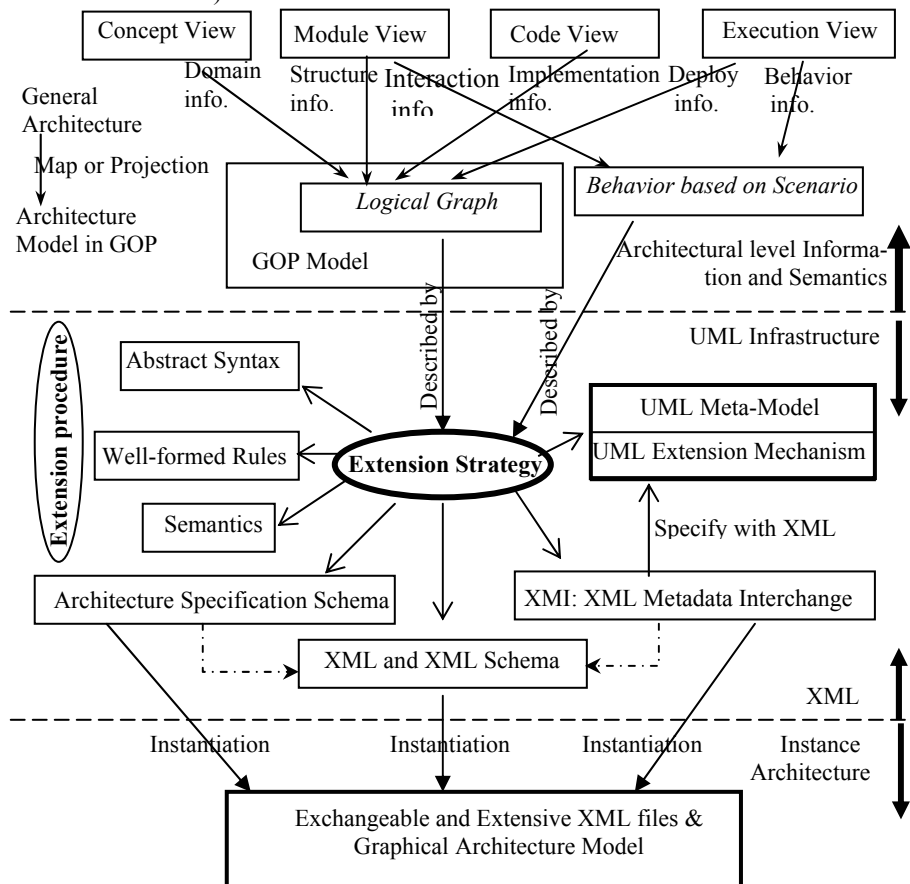 )
Concept View
Module View
Code View
Execution View
Domain
info.
Structure
info.
Interaction
info.
Implementation
info.
Deploy
info.
Behavior
info.
General
Architecture
Map or Projection
Architecture
Model in GOP
Logical Graph
GOP Model
Behavior based on Scenario
Architectural level Informa-
tion and Semantics
Described by
Described by
UML Infrastructure
Extension procedure
Abstract Syntax
Well-formed Rules
Semantics
Extension Strategy
UML Meta-Model
UML Extension Mechanism
Specify with XML
Architecture Specification Schema
XMI: XML Metadata Interchange
XML and XML Schema
XML
Instantiation
Instantiation
Instantiation
Instance
Architecture
Exchangeable and Extensive XML files &
Graphical Architecture Model